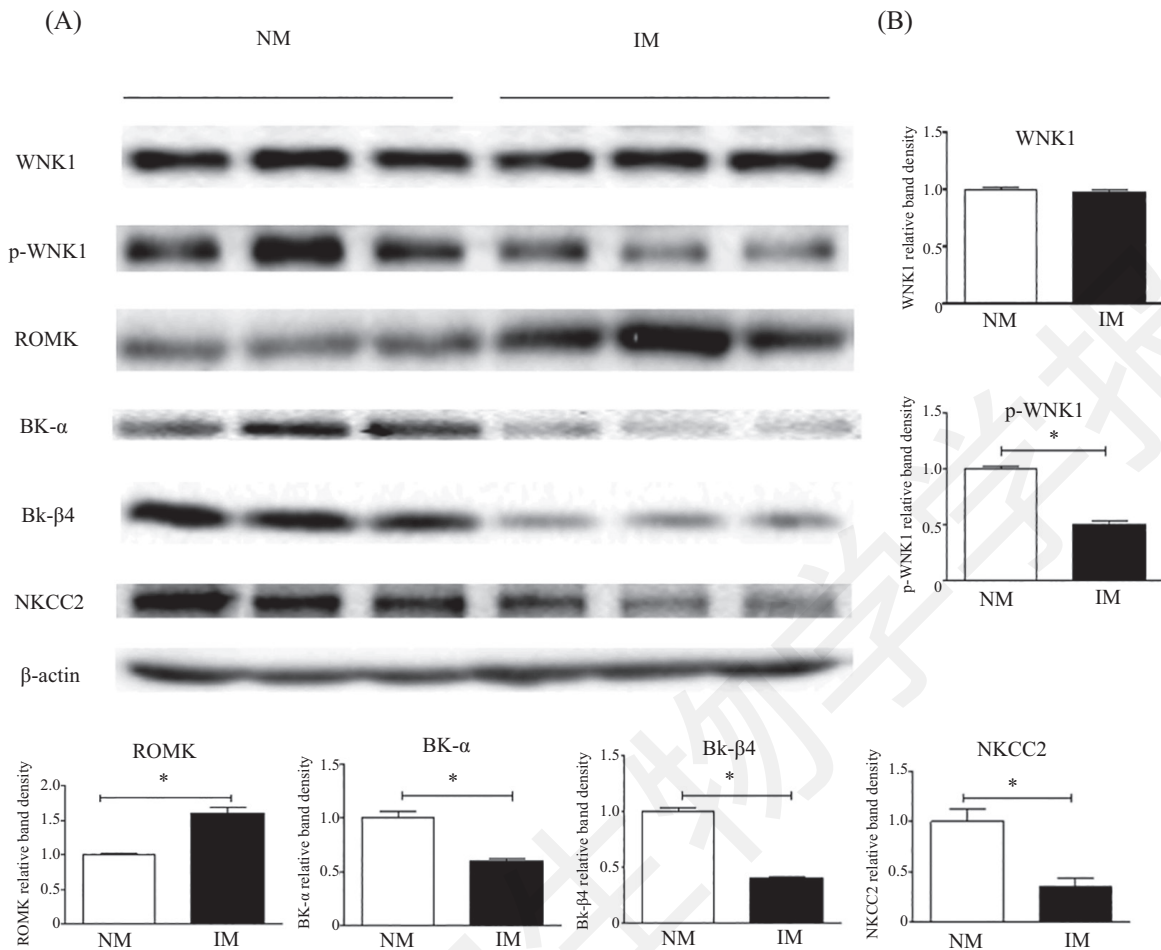 (A)
NM
IM
WNK1
p-WNK1
ROMK
BK-α
Bk-β4
NKCC2
β-actin
(B)
WNK1
WNK1 relative band density
1.5
1.0
0.5
0
NM
IM
p-WNK1
*
p-WNK1 relative band density
1.5
1.0
0.5
0
NM
IM
ROMK
*
ROMK relative band density
2.0
1.5
1.0
0.5
0
NM
IM
BK-α
*
BK-α relative band density
1.5
1.0
0.5
0
NM
IM
Bk-β4
*
Bk-β4 relative band density
1.5
1.0
0.5
0
NM
IM
NKCC2
*
NKCC2 relative band density
1.5
1.0
0.5
0
NM
IM
生物学学报